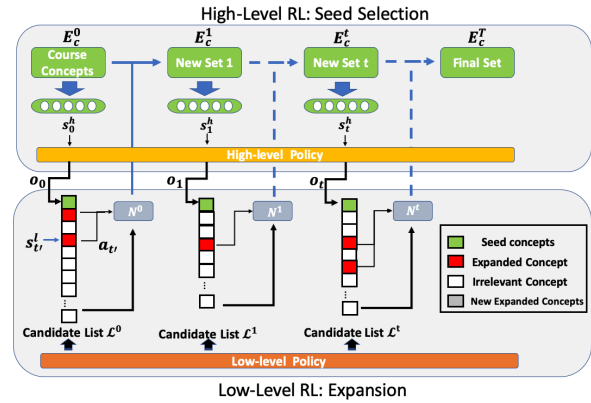 High-Level RL: Seed Selection
E_c^0 E_c^1 E_c^t E_c^T
Course Concepts New Set 1 New Set t Final Set
s_0^h s_1^h s_t^h
High-level Policy
o_0 o_1 o_t
N^0 N^1 N^t
s_{t'}^l a_{t'}
Seed concepts
Expanded Concept
Irrelevant Concept
New Expanded Concepts
Candidate List 𝓛^0 Candidate List 𝓛^1 Candidate List 𝓛^t
Low-level Policy
Low-Level RL: Expansion